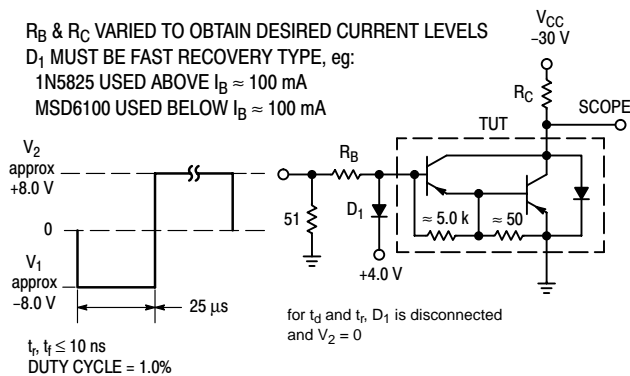 R_B & R_C VARIED TO OBTAIN DESIRED CURRENT LEVELS
D_1 MUST BE FAST RECOVERY TYPE, eg:
1N5825 USED ABOVE I_B ≈ 100 mA
MSD6100 USED BELOW I_B ≈ 100 mA
V_CC
–30 V
R_C
SCOPE
TUT
V_2
approx
+8.0 V
0
V_1
approx
–8.0 V
25 µs
51
R_B
D_1
+4.0 V
≈ 5.0 k
≈ 50
for t_d and t_r, D_1 is disconnected
and V_2 = 0
t_r, t_f ≤ 10 ns
DUTY CYCLE = 1.0%